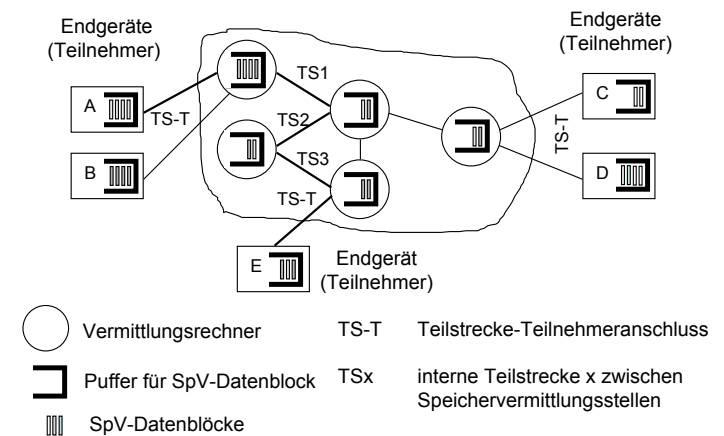 Endgeräte
(Teilnehmer)
Endgeräte
(Teilnehmer)
A
TS-T
B
TS1
TS2
TS3
TS-T
C
TS-T
D
E
Endgerät
(Teilnehmer)
Vermittlungsrechner
TS-T Teilstrecke-Teilnehmeranschluss
Puffer für SpV-Datenblock
TSx interne Teilstrecke x zwischen
Speichervermittlungsstellen
SpV-Datenblöcke